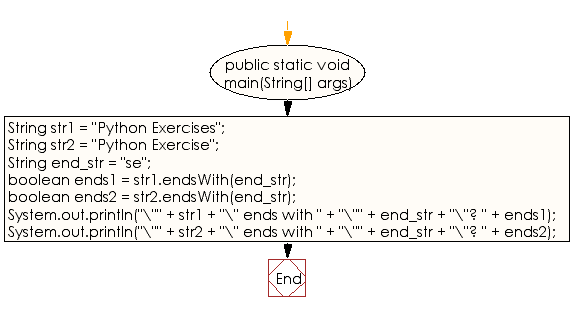 public static void
main(String[] args)
String str1 = "Python Exercises";
String str2 = "Python Exercise";
String end_str = "se";
boolean ends1 = str1.endsWith(end_str);
boolean ends2 = str2.endsWith(end_str);
System.out.println("\"" + str1 + "\" ends with " + "\"" + end_str + "\"? " + ends1);
System.out.println("\"" + str2 + "\" ends with " + "\"" + end_str + "\"? " + ends2);
End